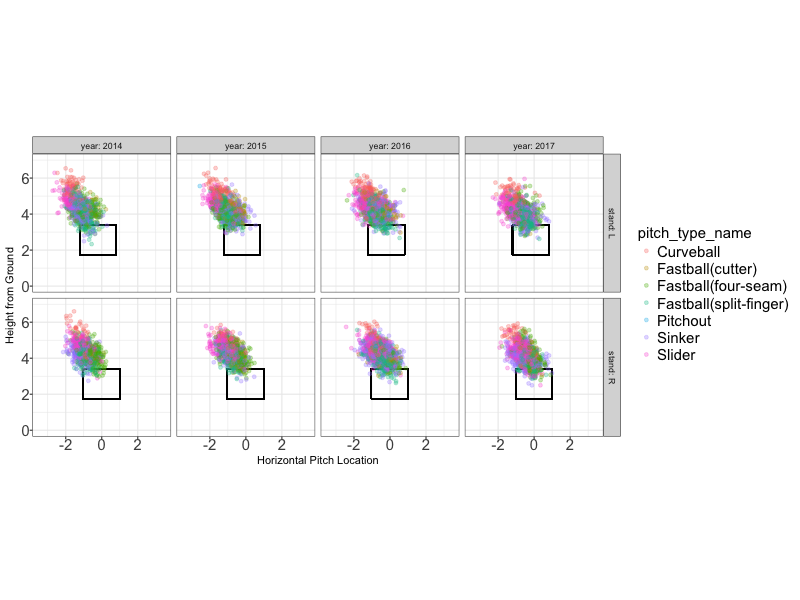 year: 2014
year: 2015
year: 2016
year: 2017
6
4
2
0
stand: L
6
4
2
0
stand: R
-2 0 2
-2 0 2
-2 0 2
-2 0 2
Horizontal Pitch Location
Height from Ground
pitch_type_name
Curveball
Fastball(cutter)
Fastball(four-seam)
Fastball(split-finger)
Pitchout
Sinker
Slider